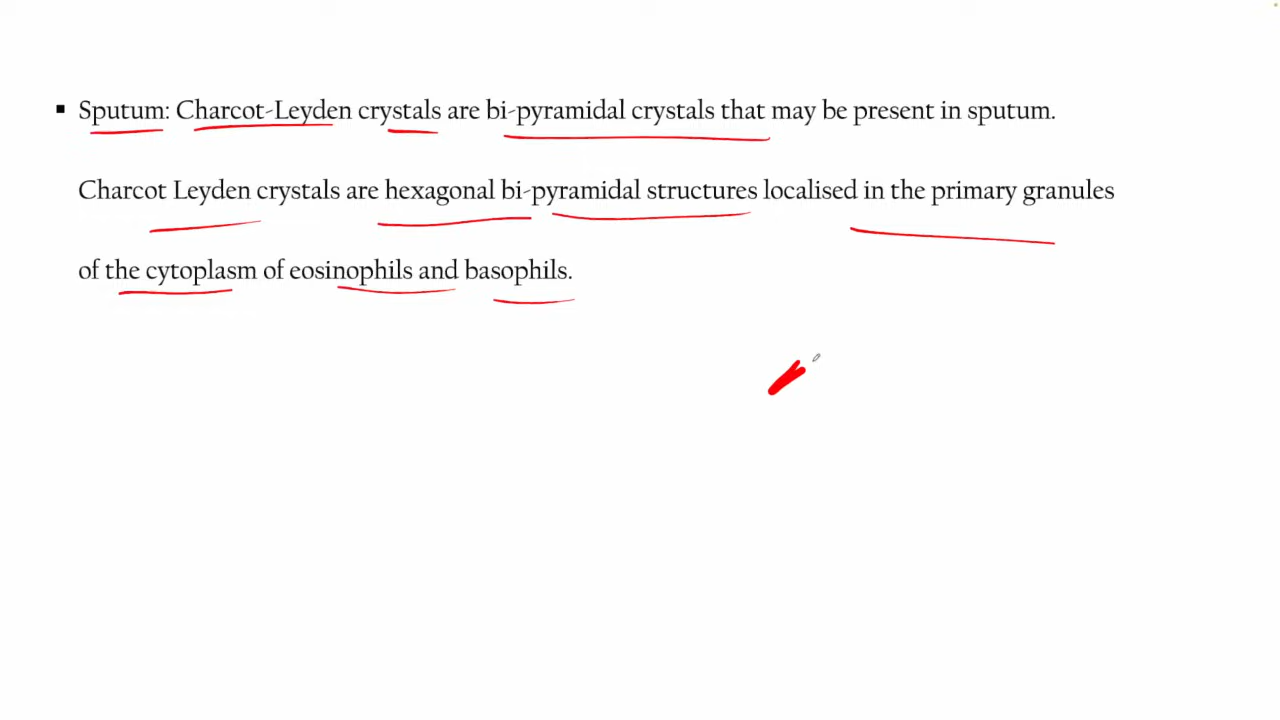 ▪ Sputum: Charcot-Leyden crystals are bi-pyramidal crystals that may be present in sputum.
Charcot Leyden crystals are hexagonal bi-pyramidal structures localised in the primary granules
of the cytoplasm of eosinophils and basophils.